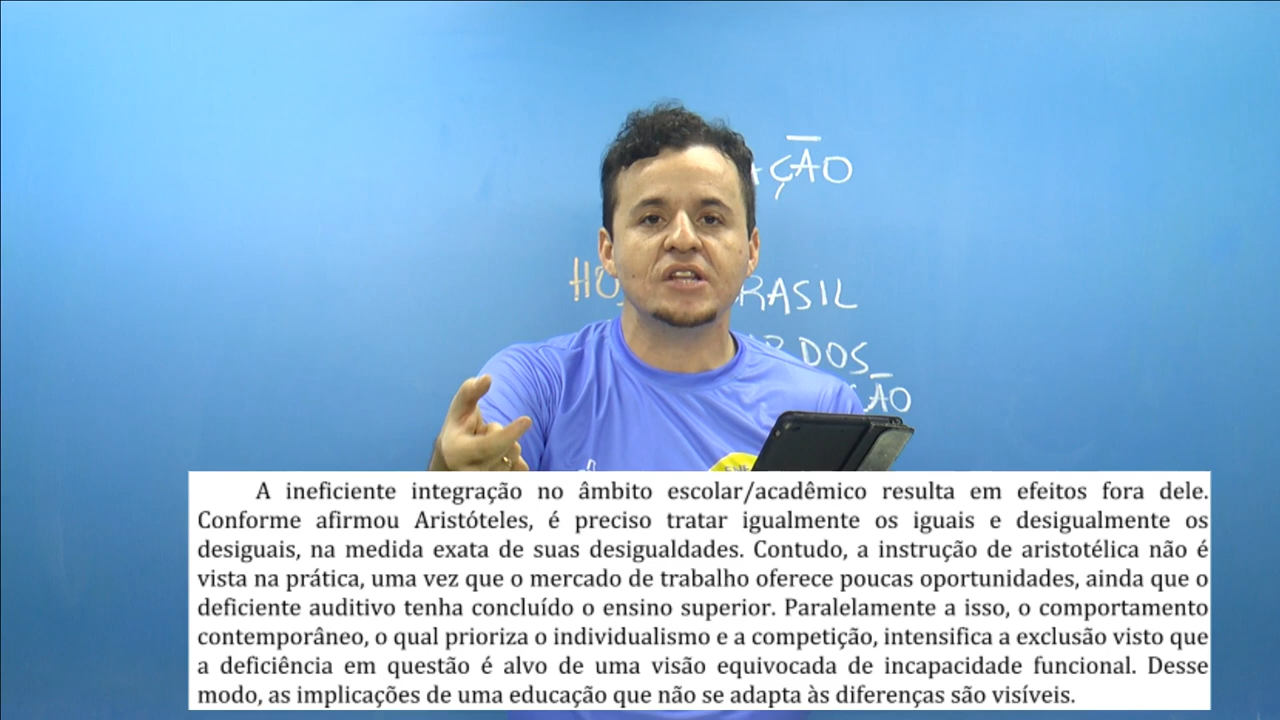 AÇÃO
BRASIL
DOS
ÇÃO
A ineficiente integração no âmbito escolar/acadêmico resulta em efeitos fora dele.
Conforme afirmou Aristóteles, é preciso tratar igualmente os iguais e desigualmente os
desiguais, na medida exata de suas desigualdades. Contudo, a instrução de aristotélica não é
vista na prática, uma vez que o mercado de trabalho oferece poucas oportunidades, ainda que o
deficiente auditivo tenha concluído o ensino superior. Paralelamente a isso, o comportamento
contemporâneo, o qual prioriza o individualismo e a competição, intensifica a exclusão visto que
a deficiência em questão é alvo de uma visão equivocada de incapacidade funcional. Desse
modo, as implicações de uma educação que não se adapta às diferenças são visíveis.